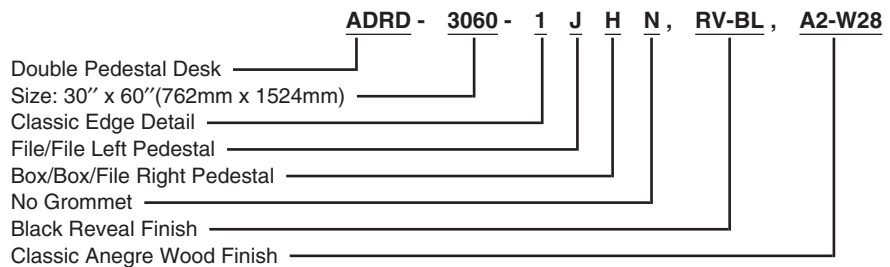 ADRD - 3060 - 1 J H N , RV-BL , A2-W28
Double Pedestal Desk
Size: 30″ x 60″(762mm x 1524mm)
Classic Edge Detail
File/File Left Pedestal
Box/Box/File Right Pedestal
No Grommet
Black Reveal Finish
Classic Anegre Wood Finish